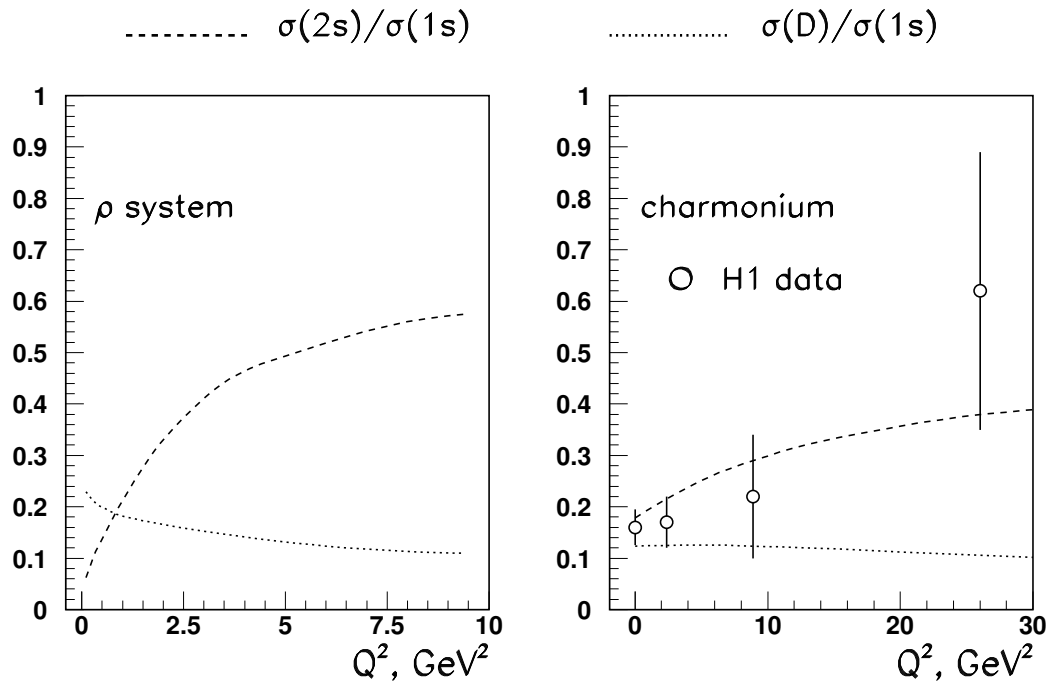 σ(2s)/σ(1s)
σ(D)/σ(1s)
1
0.9
0.8
0.7
0.6
0.5
0.4
0.3
0.2
0.1
0
ρ system
0 2.5 5 7.5 10
Q², GeV²
1
0.9
0.8
0.7
0.6
0.5
0.4
0.3
0.2
0.1
0
charmonium
H1 data
0 10 20 30
Q², GeV²